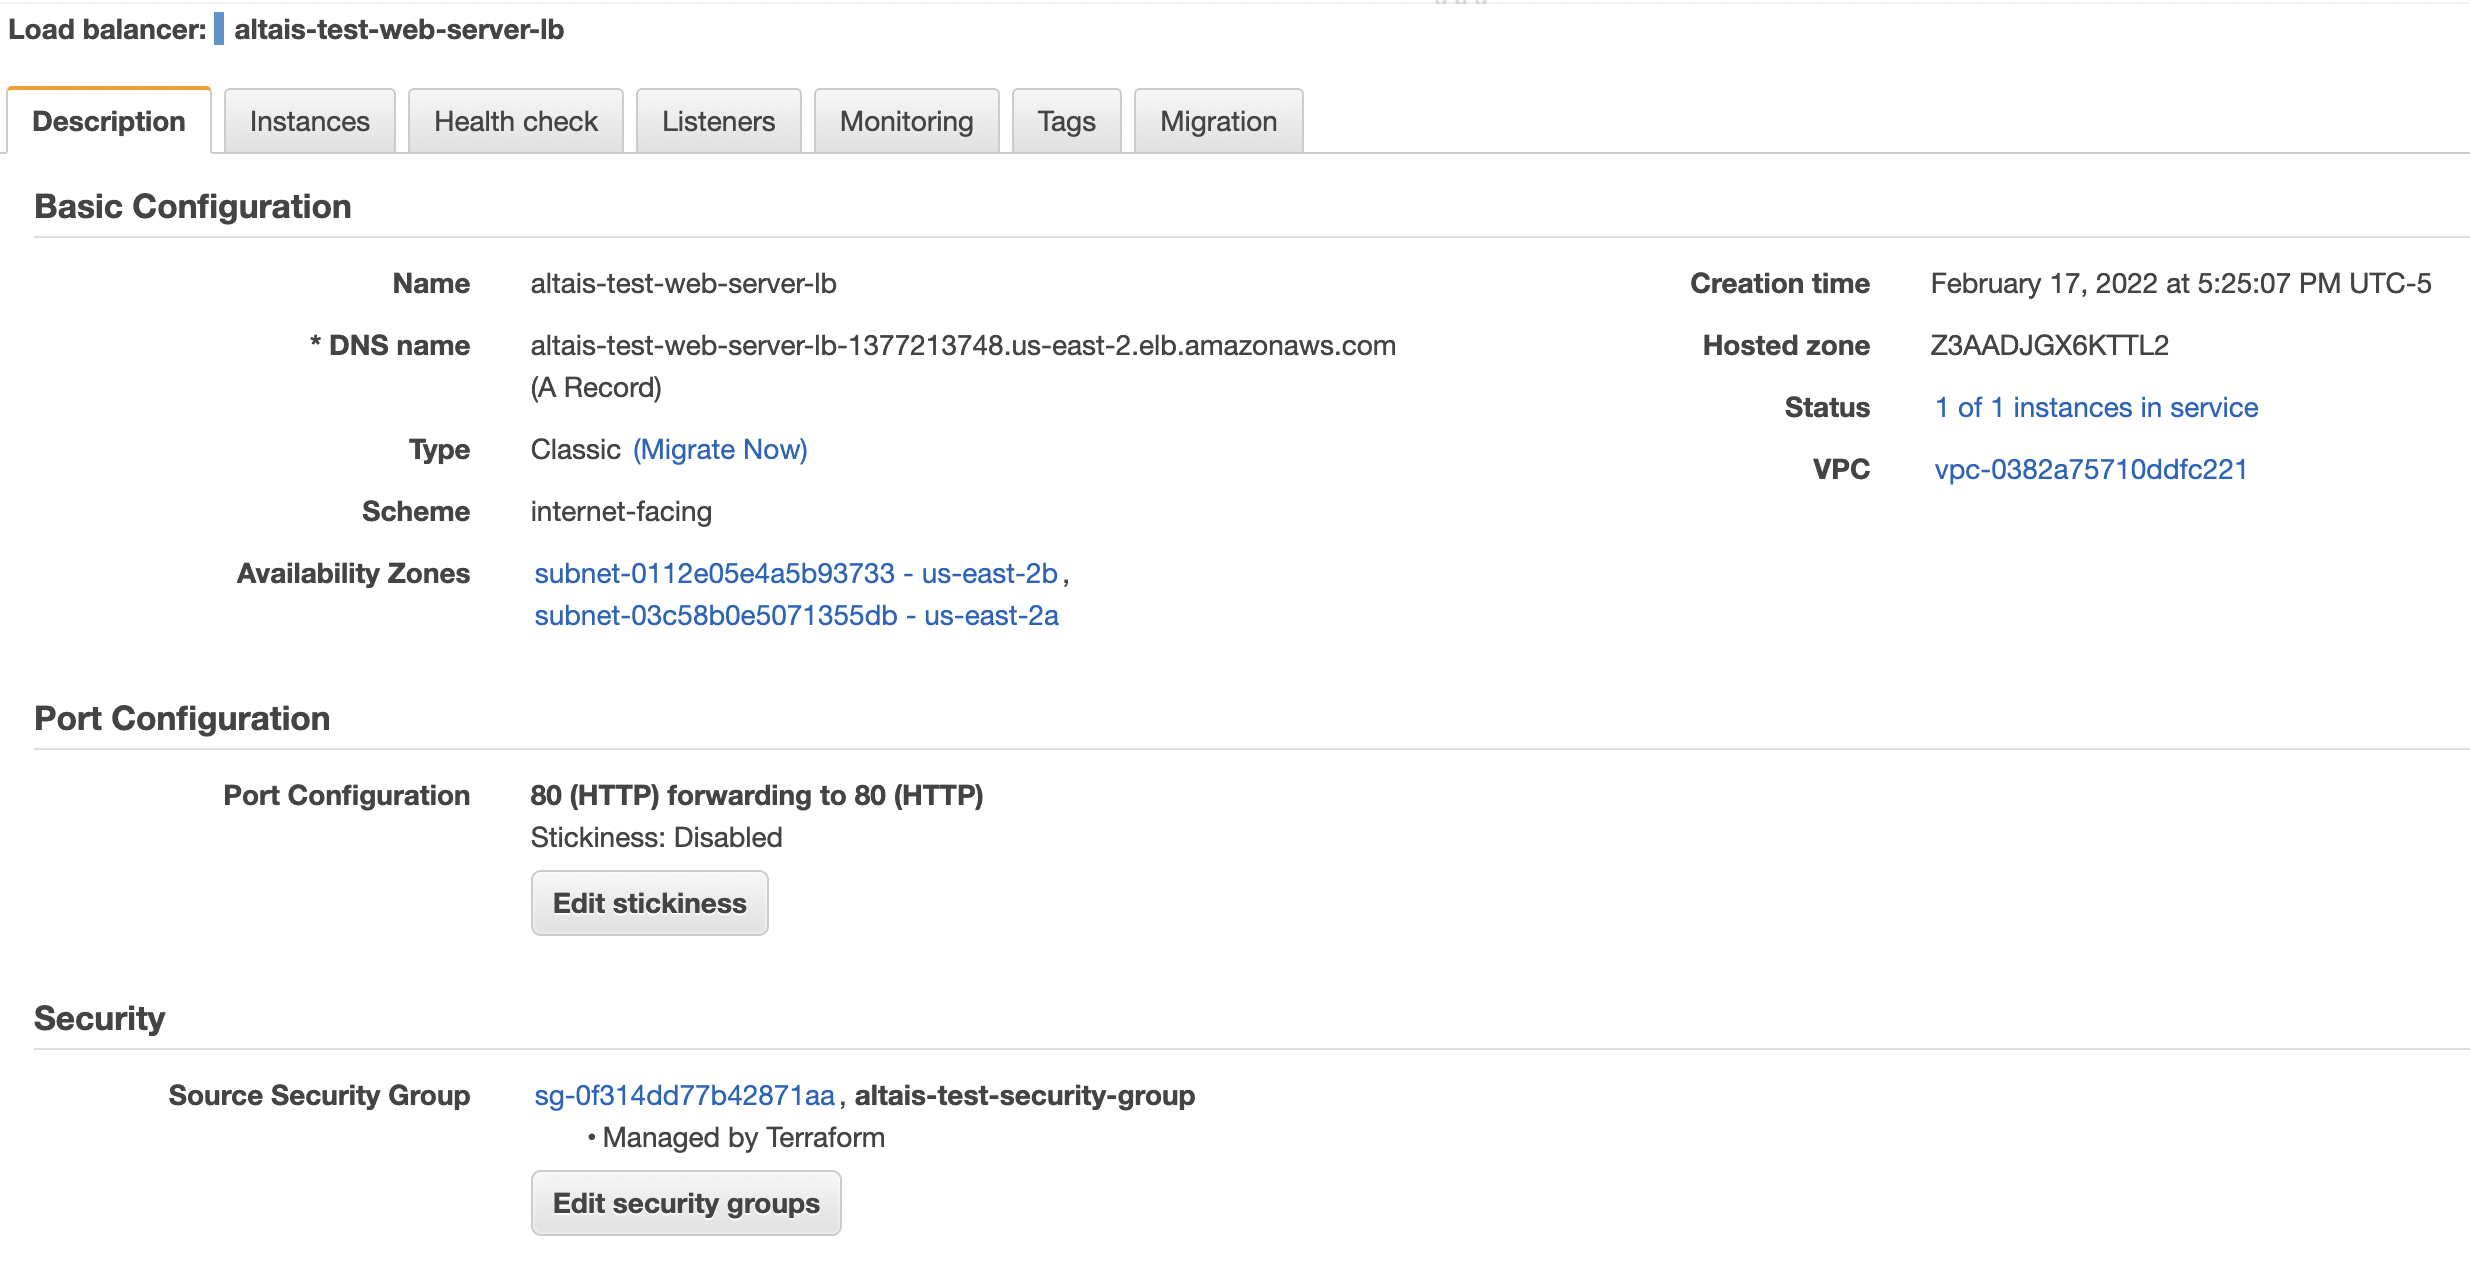 Load balancer: altais-test-web-server-lb
Description Instances Health check Listeners Monitoring Tags Migration
Basic Configuration
Name altais-test-web-server-lb
* DNS name altais-test-web-server-lb-1377213748.us-east-2.elb.amazonaws.com
(A Record)
Type Classic (Migrate Now)
Scheme internet-facing
Availability Zones subnet-0112e05e4a5b93733 - us-east-2b,
subnet-03c58b0e5071355db - us-east-2a
Creation time February 17, 2022 at 5:25:07 PM UTC-5
Hosted zone Z3AADJGX6KTTL2
Status 1 of 1 instances in service
VPC vpc-0382a75710ddfc221
Port Configuration
Port Configuration 80 (HTTP) forwarding to 80 (HTTP)
Stickiness: Disabled
Edit stickiness
Security
Source Security Group sg-0f314dd77b42871aa, altais-test-security-group
• Managed by Terraform
Edit security groups